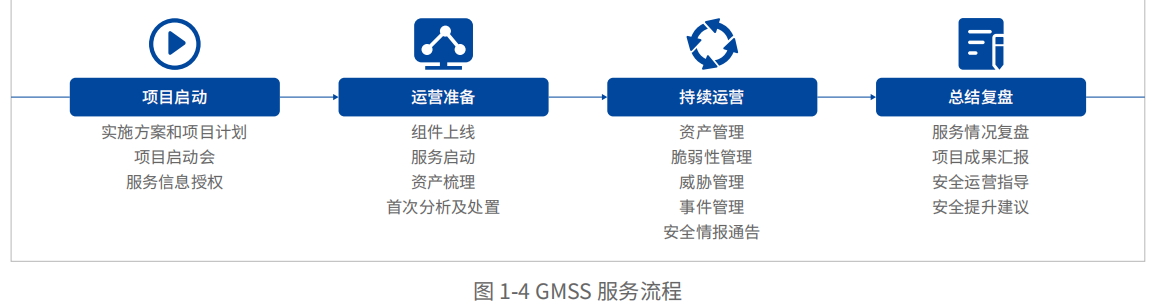 项目启动
实施方案和项目计划
项目启动会
服务信息授权
运营准备
组件上线
服务启动
资产梳理
首次分析及处置
持续运营
资产管理
脆弱性管理
威胁管理
事件管理
安全情报通告
总结复盘
服务情况复盘
项目成果汇报
安全运营指导
安全提升建议
图 1-4 GMSS 服务流程